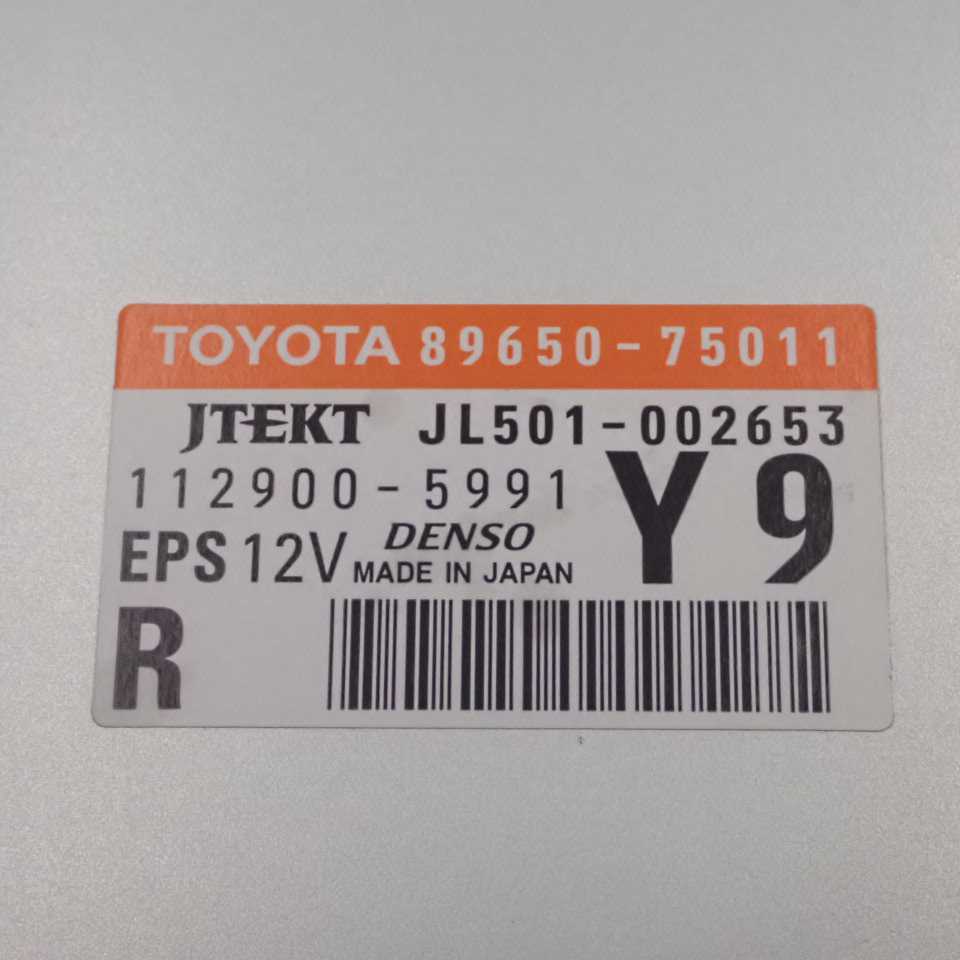 TOYOTA 89650-75011
JTEKT JL501-002653
112900-5991 Y9
EPS 12V DENSO
MADE IN JAPAN
R